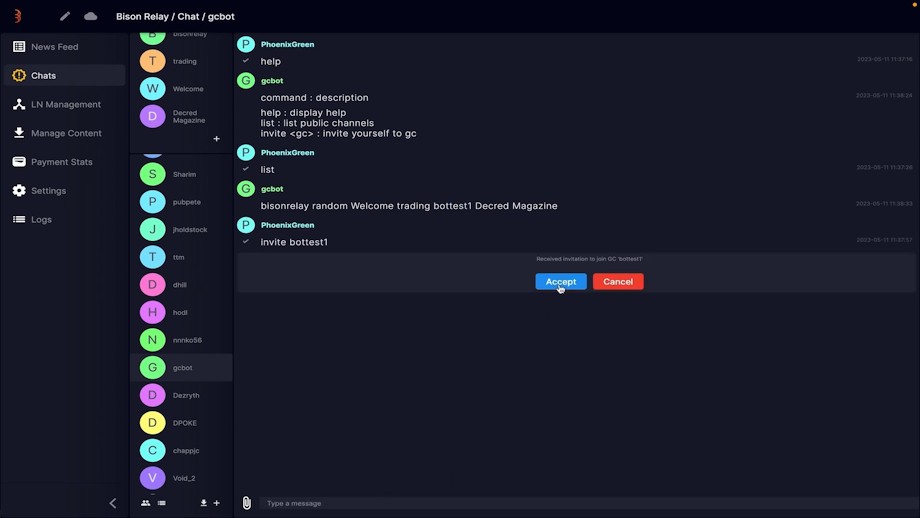 Bison Relay / Chat / gcbot
News Feed
Chats
LN Management
Manage Content
Payment Stats
Settings
Logs
B bisonrelay
T trading
W Welcome
D Decred
Magazine
S Sharim
P pubpete
J jholdstock
T ttm
D dhill
H hodl
N nnnko56
G gcbot
D Dezryth
D DPOKE
C chappjc
V Void_2
P PhoenixGreen
help 2023-05-11 11:37:18
G gcbot
command : description 2023-05-11 11:38:24
help : display help
list : list public channels
invite <gc> : invite yourself to gc
P PhoenixGreen
list 2023-05-11 11:37:26
G gcbot
bisonrelay random Welcome trading bottest1 Decred Magazine 2023-05-11 11:38:33
P PhoenixGreen
invite bottest1 2023-05-11 11:37:57
Received invitation to join GC 'bottest1'
Accept Cancel
Type a message